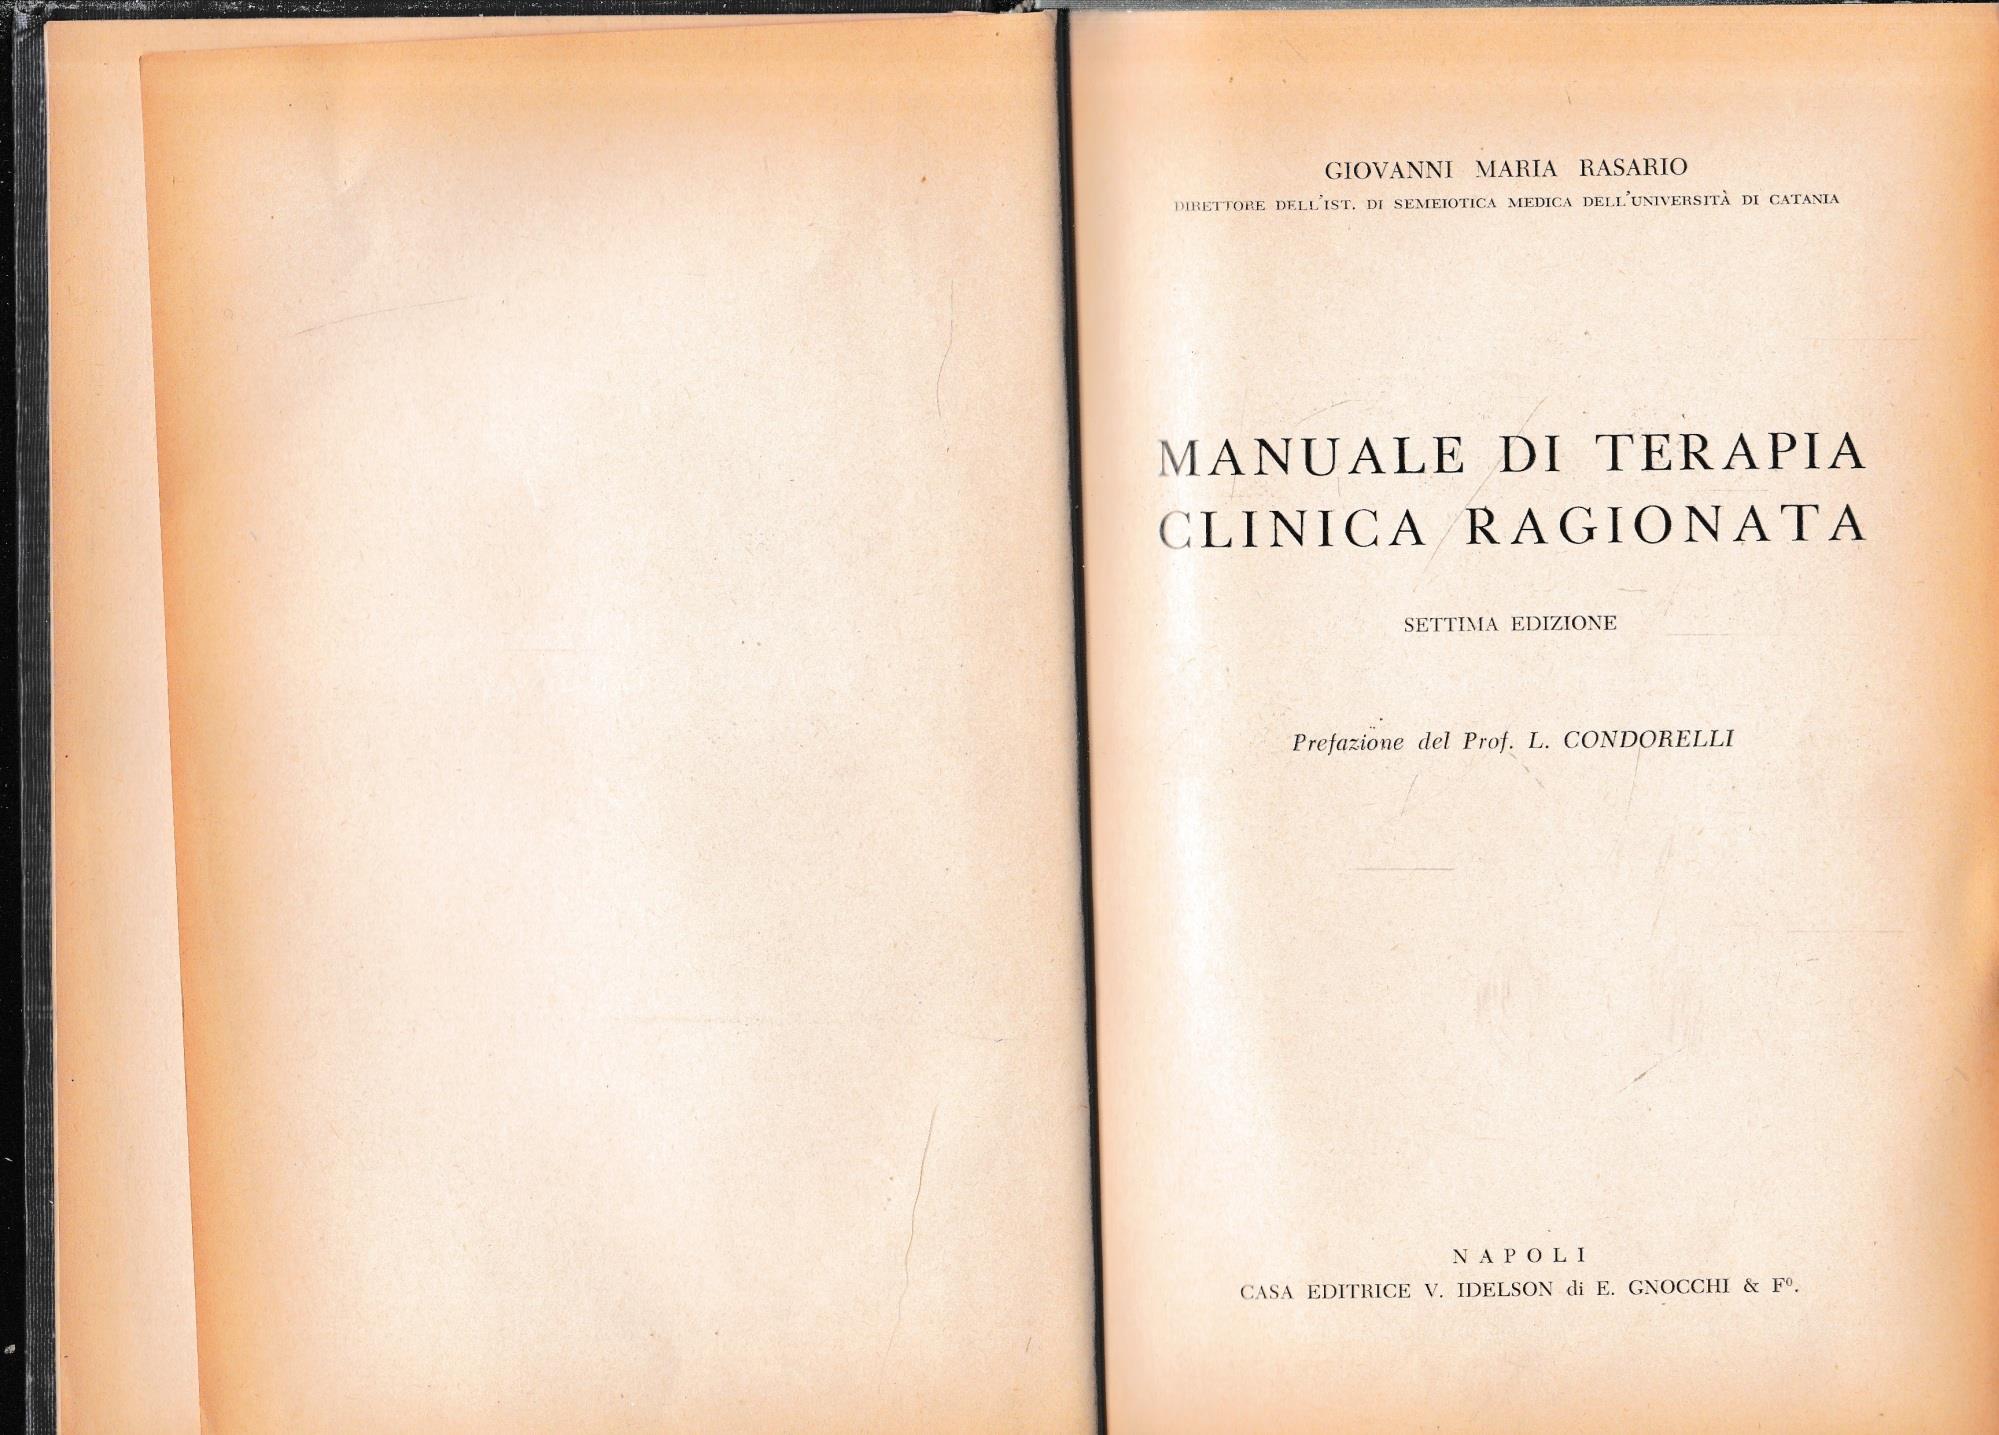 GIOVANNI MARIA RASARIO
DIRETTORE DELL'IST. DI SEMEIOTICA MEDICA DELL'UNIVERSITÀ DI CATANIA
MANUALE DI TERAPIA
CLINICA RAGIONATA
SETTIMA EDIZIONE
Prefazione del Prof. L. CONDORELLI
NAPOLI
CASA EDITRICE V. IDELSON di E. GNOCCHI & Fº.